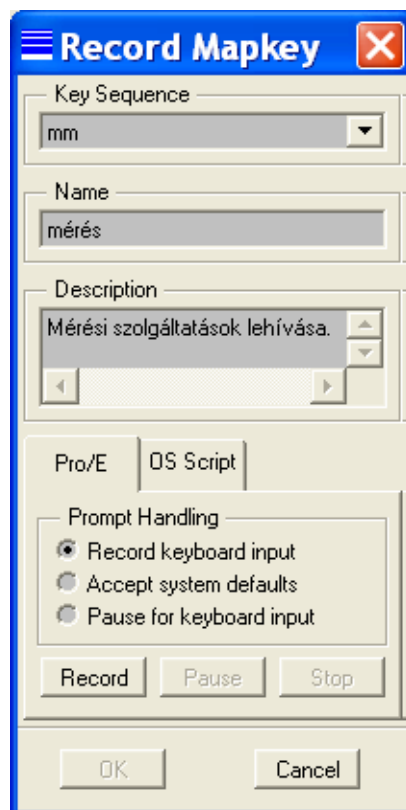 Record Mapkey
Key Sequence
mm
Name
mérés
Description
Mérési szolgáltatások lehívása.
Pro/E OS Script
Prompt Handling
Record keyboard input
Accept system defaults
Pause for keyboard input
Record Pause Stop
OK Cancel